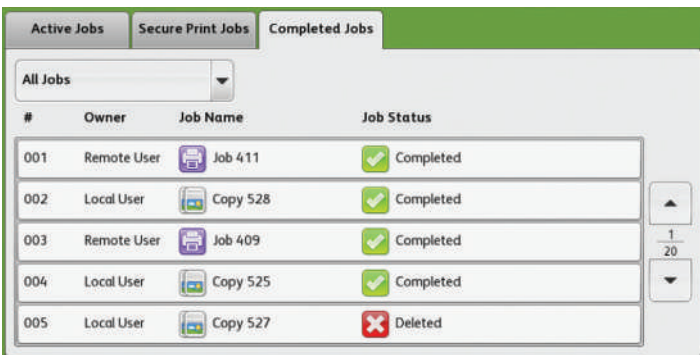 Active Jobs Secure Print Jobs Completed Jobs
All Jobs
# Owner Job Name Job Status
001 Remote User Job 411 Completed
002 Local User Copy 528 Completed
003 Remote User Job 409 Completed
1
20
004 Local User Copy 525 Completed
005 Local User Copy 527 Deleted